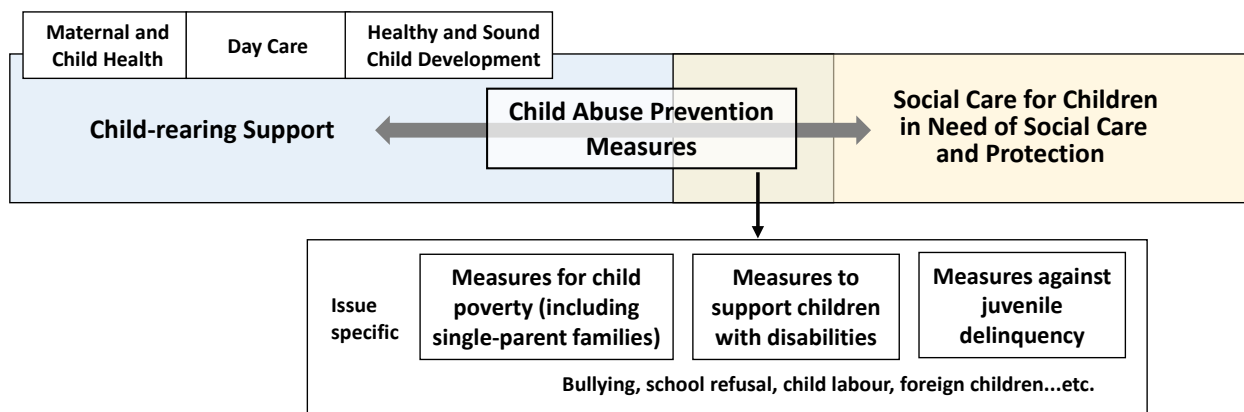 Maternal and
Child Health
Day Care
Healthy and Sound
Child Development
Child-rearing Support
Child Abuse Prevention
Measures
Social Care for Children
in Need of Social Care
and Protection
Issue
specific
Measures for child
poverty (including
single-parent families)
Measures to
support children
with disabilities
Measures against
juvenile
delinquency
Bullying, school refusal, child labour, foreign children...etc.